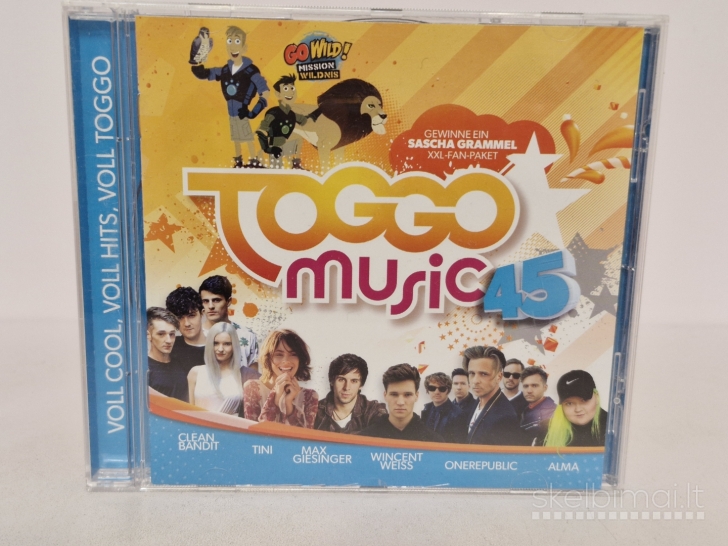 VOLL COOL, VOLL HITS, VOLL TOGGO
GO WILD!
MISSION
WILDNIS
GEWINNE EIN
SASCHA GRAMMEL
XXL-FAN-PAKET
TOGGO
music 45
CLEAN
BANDIT
TINI
MAX
GIESINGER
WINCENT
WEISS
ONEREPUBLIC
ALMA
skelbimai.lt